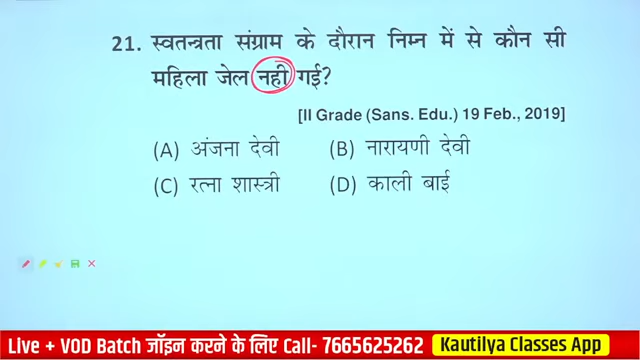 21. स्वतन्त्रता संग्राम के दौरान निम्न में से कौन सी
महिला जेल नही गई?
[II Grade (Sans. Edu.) 19 Feb., 2019]
(A) अंजना देवी (B) नारायणी देवी
(C) रत्ना शास्त्री (D) काली बाई
Live + VOD Batch जॉइन करने के लिए Call- 7665625262 Kautilya Classes App